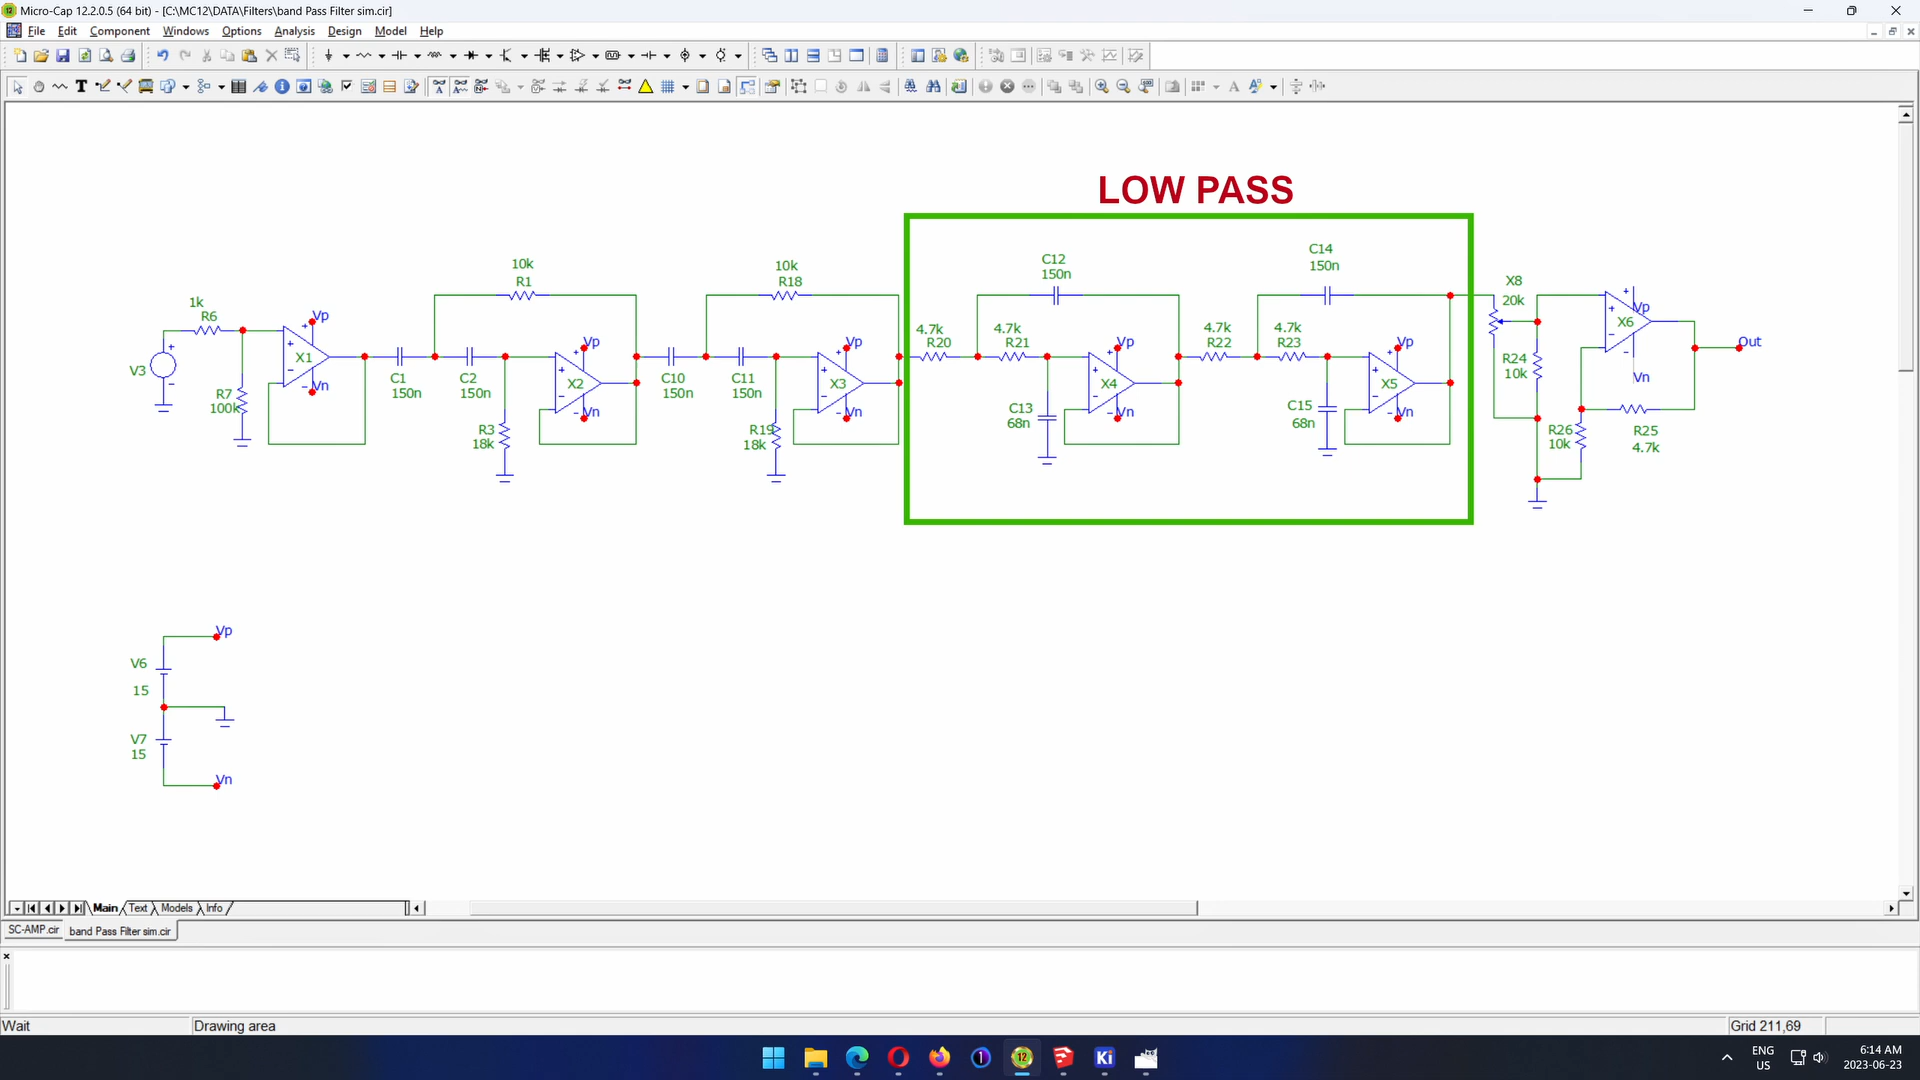 Micro-Cap 12.2.0.5 (64 bit) - [C:\MC12\DATA\Filters\band Pass Filter sim.cir]
File Edit Component Windows Options Analysis Design Model Help
LOW PASS
10k
R1
10k
R18
C12
150n
C14
150n
X8
20k
1k
R6
Vp
X1
Vn
V3
R7
100k
C1
150n
C2
150n
R3
18k
Vp
X2
Vn
C10
150n
C11
150n
R19
18k
Vp
X3
Vn
4.7k
R20
4.7k
R21
C13
68n
Vp
X4
Vn
4.7k
R22
4.7k
R23
C15
68n
Vp
X5
Vn
R24
10k
Vp
X6
Vn
Out
R26
10k
R25
4.7k
Vp
V6
15
V7
15
Vn
Main Text Models Info
SC-AMP.cir band Pass Filter sim.cir
Wait Drawing area Grid 211,69
12
Ki
ENG
US
6:14 AM
2023-06-23